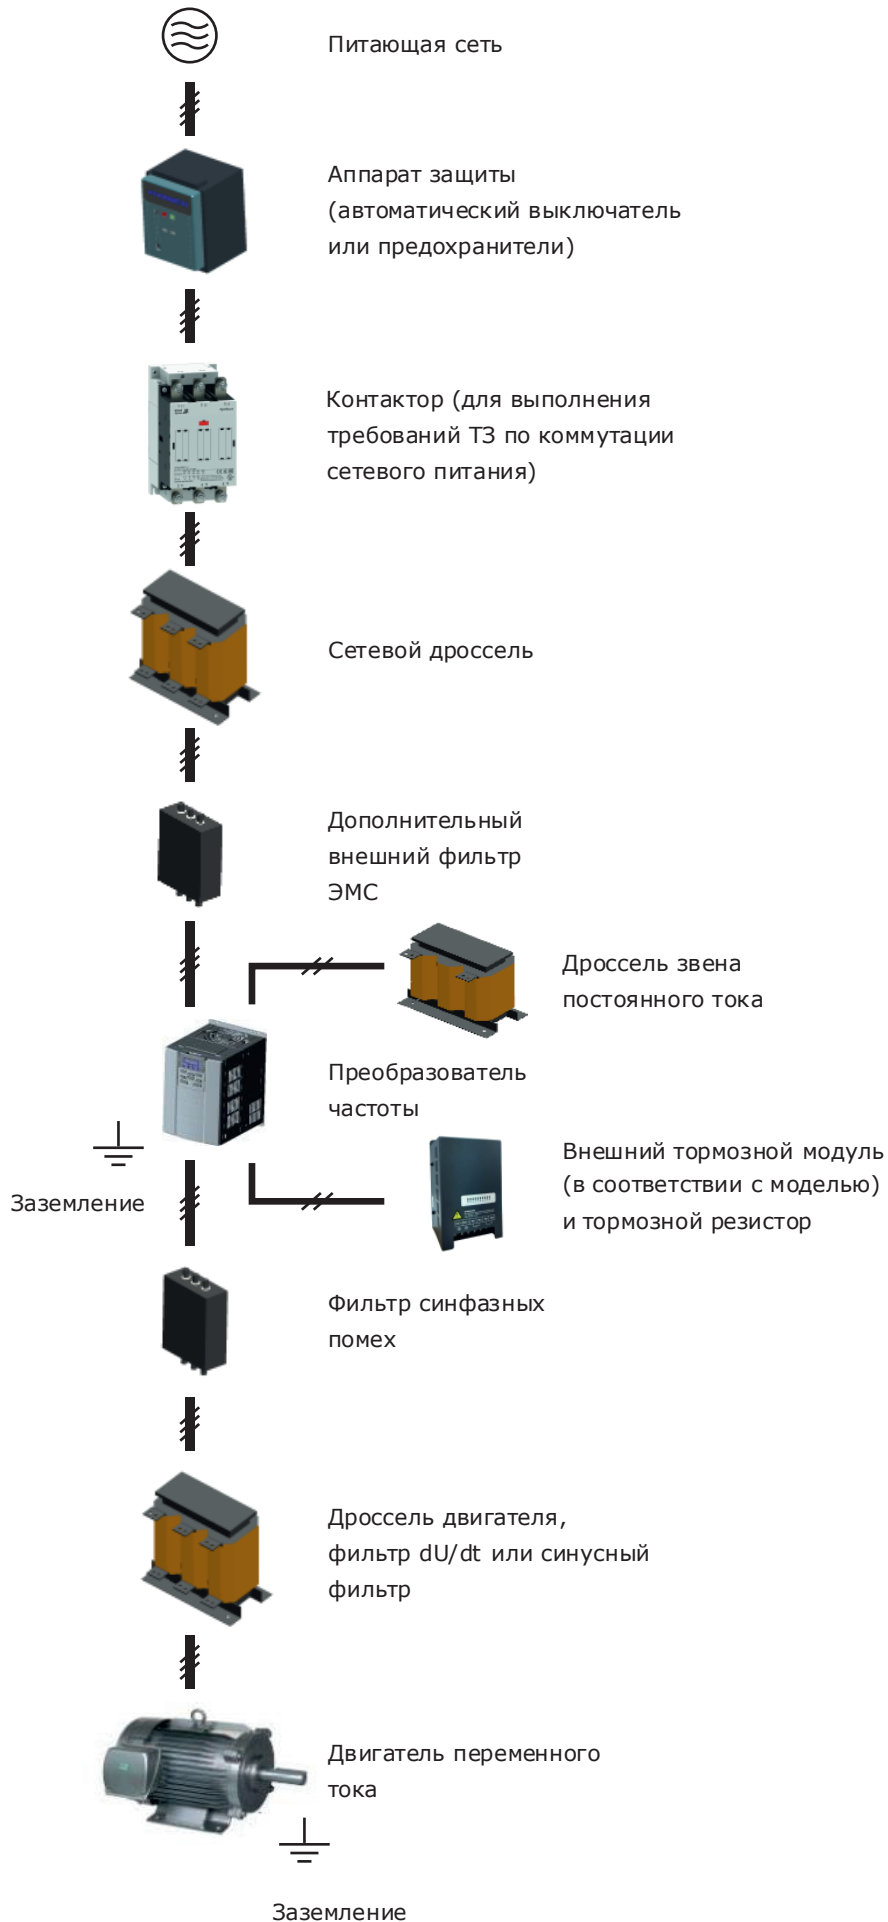 Питающая сеть
Аппарат защиты
(автоматический выключатель
или предохранители)
Контактор (для выполнения
требований ТЗ по коммутации
сетевого питания)
Сетевой дроссель
Дополнительный
внешний фильтр
ЭМС
Дроссель звена
постоянного тока
Преобразователь
частоты
Заземление
Внешний тормозной модуль
(в соответствии с моделью)
и тормозной резистор
Фильтр синфазных
помех
Дроссель двигателя,
фильтр dU/dt или синусный
фильтр
Двигатель переменного
тока
Заземление